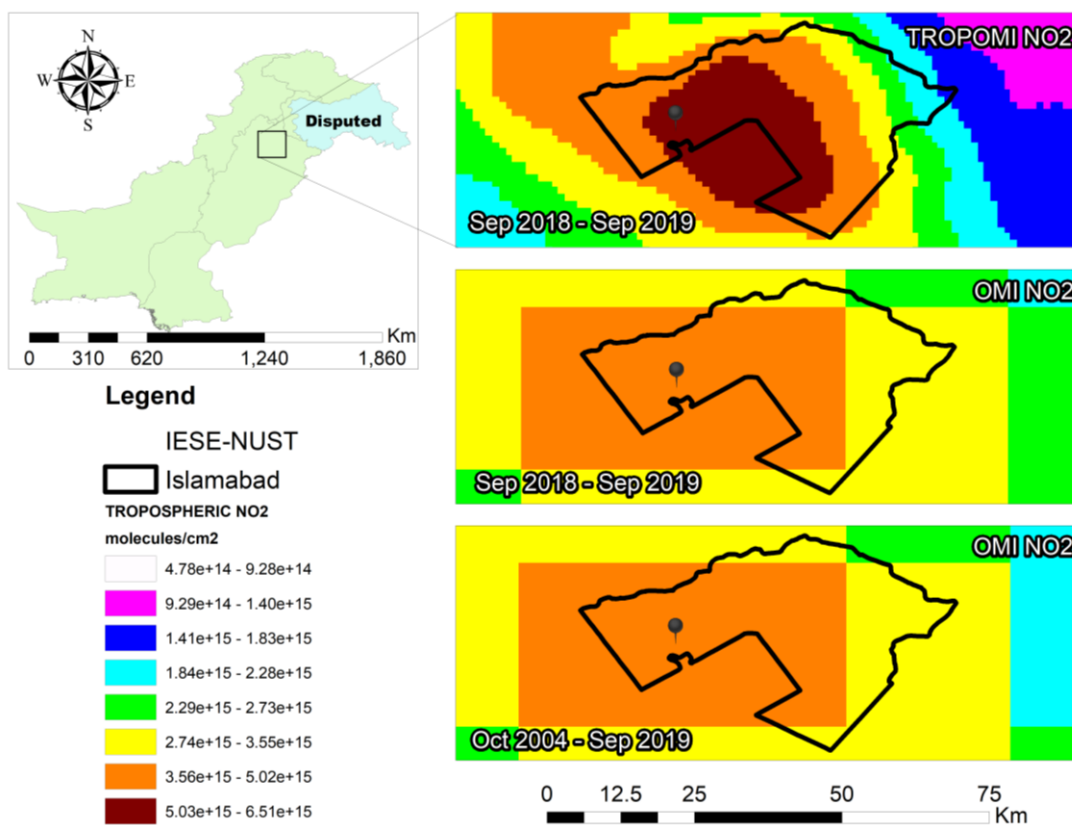 N
W E
S
Disputed
Km
0 310 620 1,240 1,860
TROPOMI NO2
Sep 2018 - Sep 2019
OMI NO2
Sep 2018 - Sep 2019
OMI NO2
Oct 2004 - Sep 2019
Legend
IESE-NUST
Islamabad
TROPOSPHERIC NO2
molecules/cm2
4.78e+14 - 9.28e+14
9.29e+14 - 1.40e+15
1.41e+15 - 1.83e+15
1.84e+15 - 2.28e+15
2.29e+15 - 2.73e+15
2.74e+15 - 3.55e+15
3.56e+15 - 5.02e+15
5.03e+15 - 6.51e+15
0 12.5 25 50 75
Km